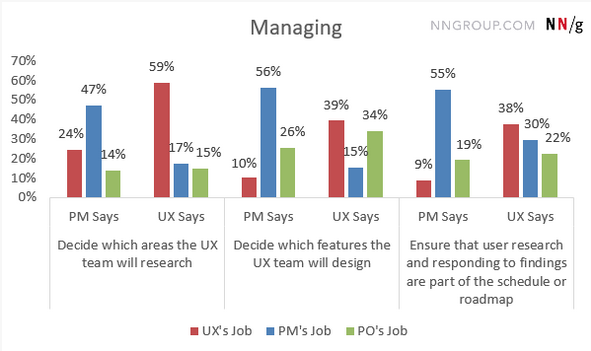 Managing
NNGROUP.COM NN/g
70%
60%
50%
40%
30%
20%
10%
0%
24% 47% 14% 59% 17% 15% 10% 56% 26% 39% 15% 34% 9% 55% 19% 38% 30% 22%
PM Says UX Says PM Says UX Says PM Says UX Says
Decide which areas the UX
team will research
Decide which features the
UX team will design
Ensure that user research
and responding to findings
are part of the schedule or
roadmap
UX's Job PM's Job PO's Job